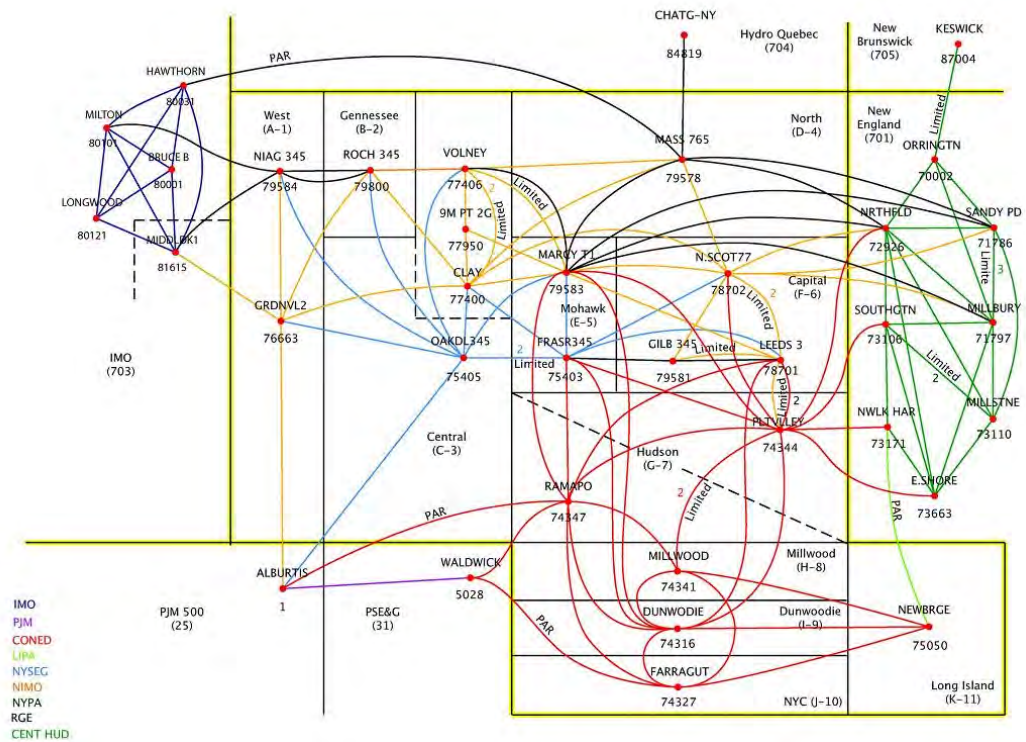 CHATG-NY
84819
Hydro Quebec
(704)
New
Brunswick
(705)
KESWICK
87004
PAR
HAWTHORN
80031
MILTON
80101
BRUCE B
80001
LONGWOOD
80121
MIDDLDK1
81615
IMO
(703)
West
(A-1)
Gennessee
(B-2)
North
(D-4)
New
England
(701)
Limited
ORRINGTN
70002
NIAG 345
79584
ROCH 345
79800
VOLNEY
77406
2
Limited
Limited
MASS 765
79578
9M PT 2G
77950
CLAY
77400
MARCY T1
79583
N.SCOT77
78702
Capital
(F-6)
NRTHFLD
72926
SANDY PD
71786
3
Limite
GRDNVL2
76663
OAKDL345
75405
2
Limited
Mohawk
(E-5)
FRASR345
75403
GILB 345
79581
Limited
2
Limited
LEEDS 3
78701
2
Limited
SOUTHGTN
73106
MILLBURY
71797
Limited
2
MILLSTNE
73110
PLTVLLEY
74344
NWLK HAR
73171
E.SHORE
73663
PAR
Central
(C-3)
Hudson
(G-7)
2
Limited
RAMAPO
74347
PAR
ALBURTIS
1
WALDWICK
5028
PAR
MILLWOOD
74341
Millwood
(H-8)
DUNWODIE
74316
Dunwoodie
(I-9)
FARRAGUT
74327
NYC (J-10)
NEWBRGE
75050
Long Island
(K-11)
PJM 500
(25)
PSE&G
(31)
IMO
PJM
CONED
LIPA
NYSEG
NIMO
NYPA
RGE
CENT HUD